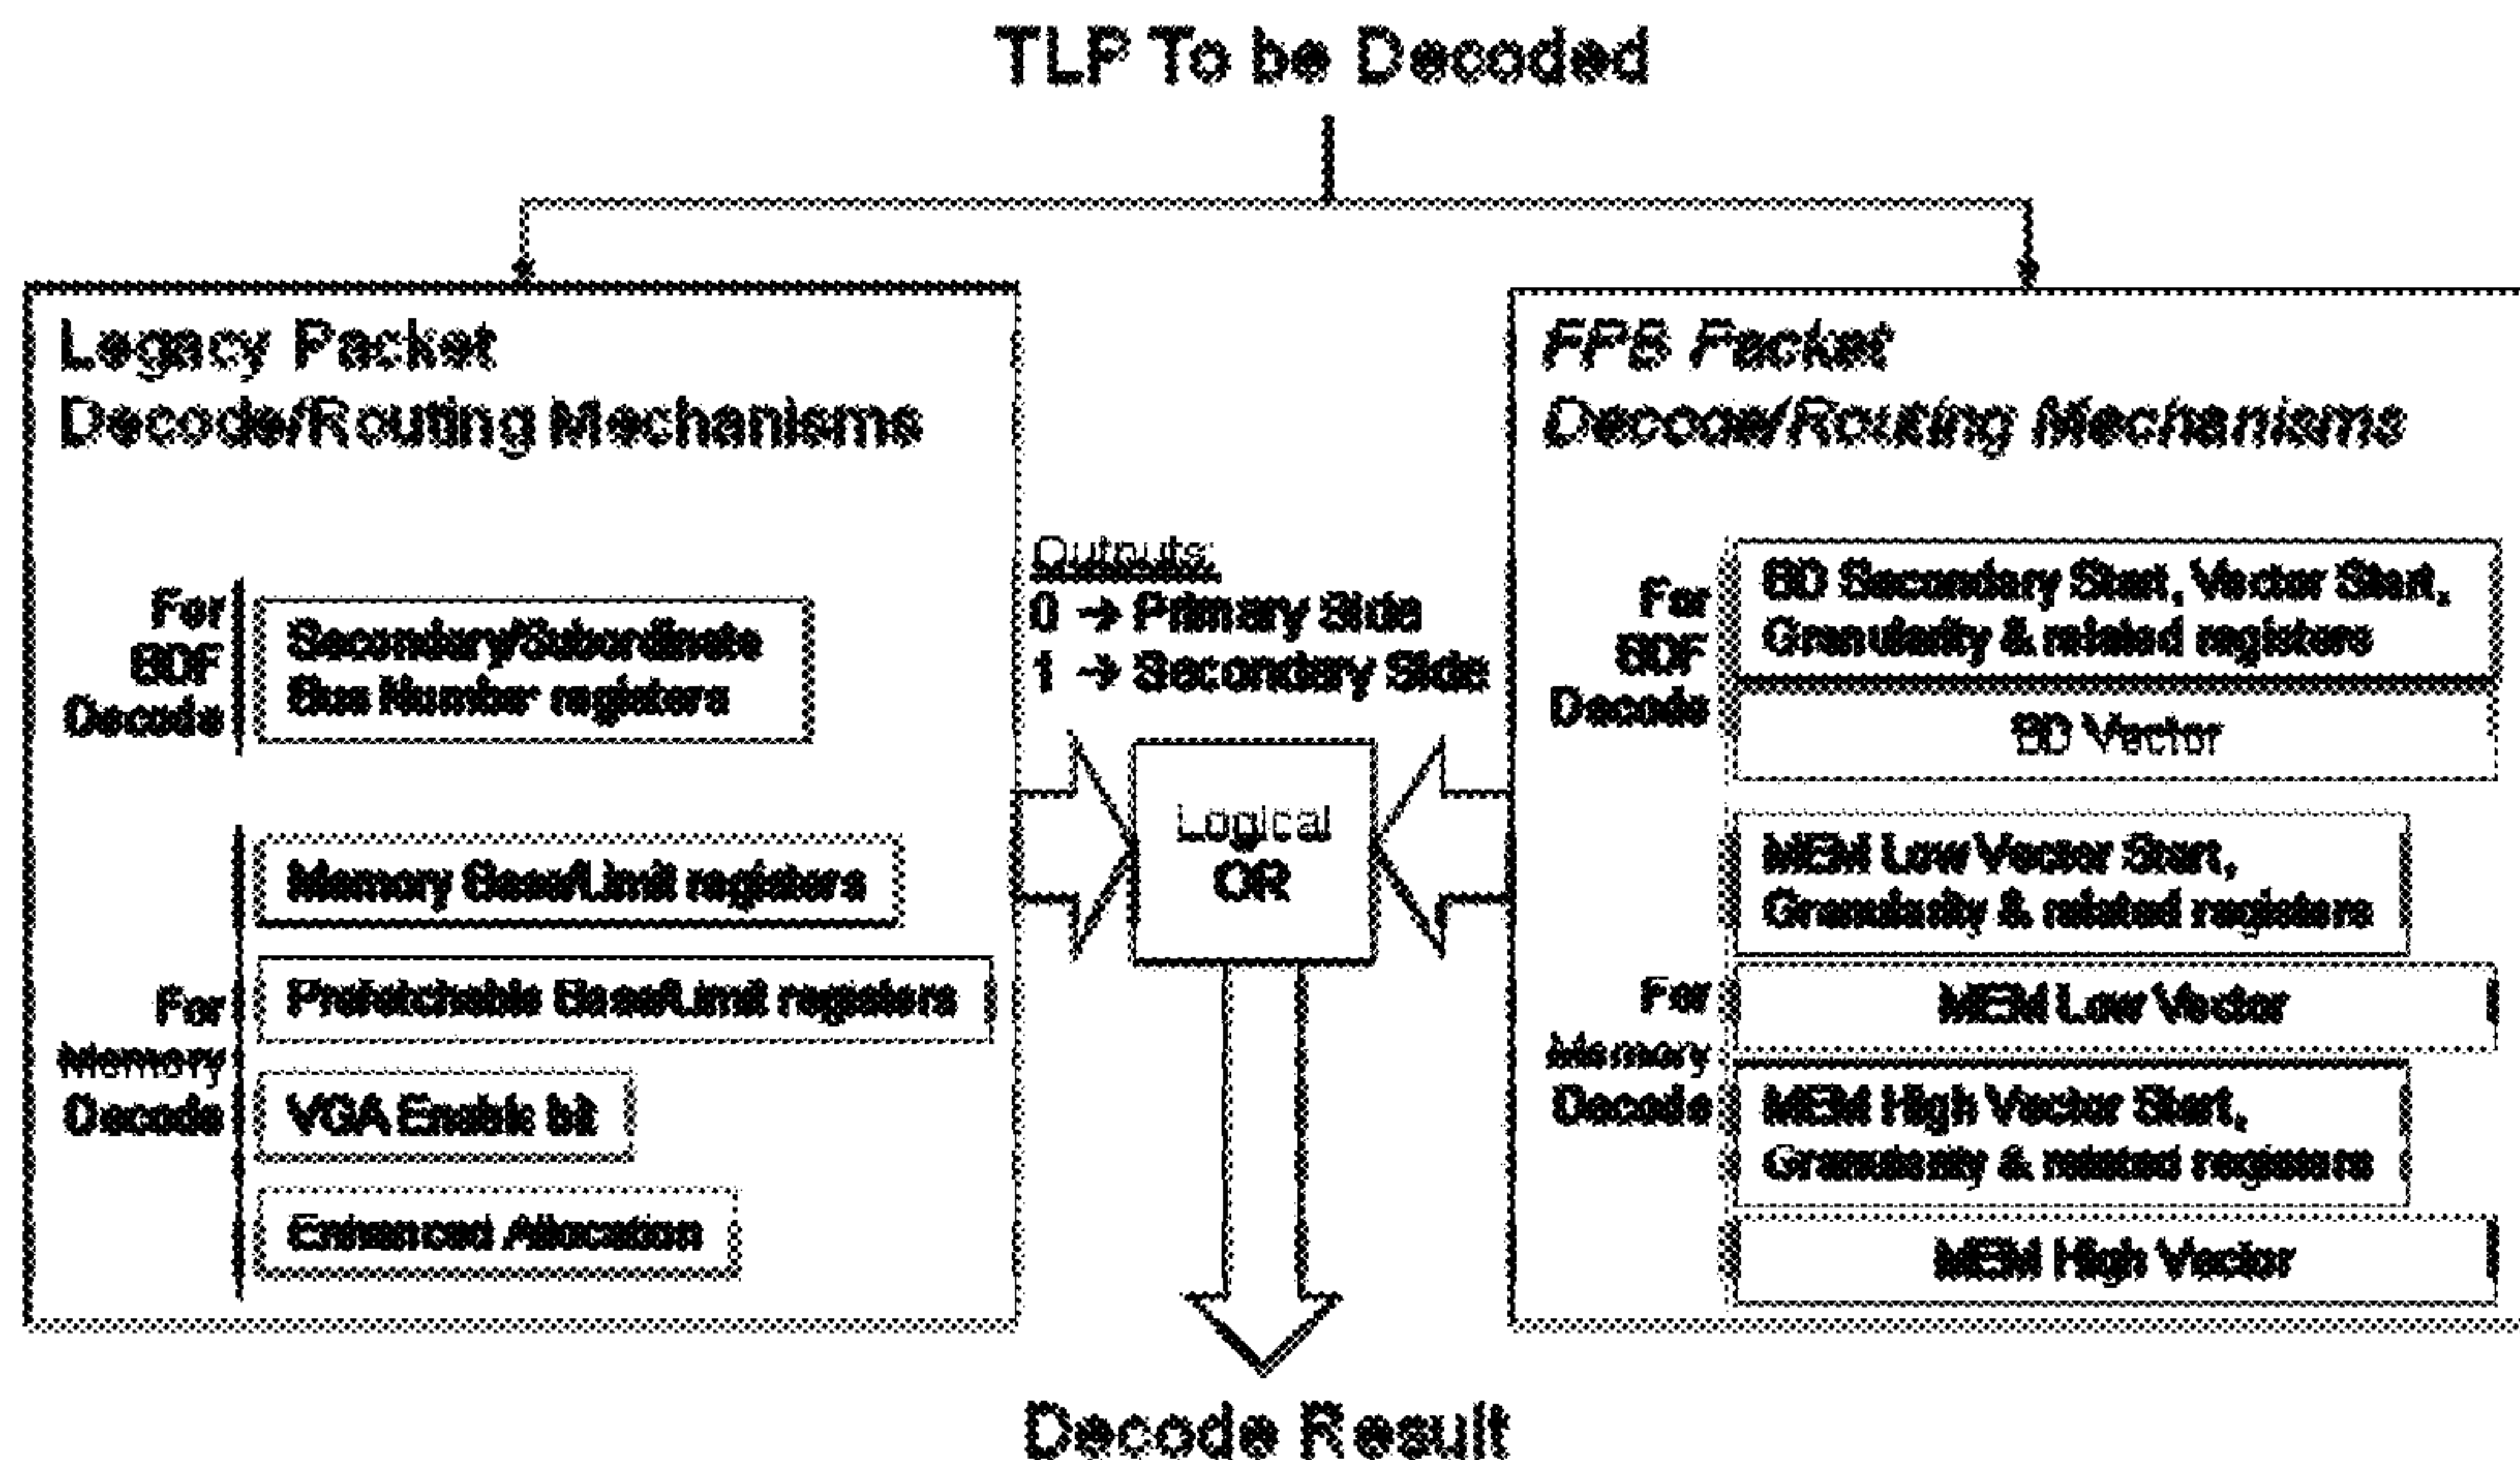 TLP To be Decoded
Legacy Packet
Decode/Routing Mechanisms
For
BDF
Decode
Secondary/Subordinate
Bus Number registers
For
Memory
Decode
Memory Base/Limit registers
Prefetchable Base/Limit registers
VGA Enable bit
Enhanced Allocation
Outputs:
0 → Primary Side
1 → Secondary Side
Logical
OR
FPB Packet
Decode/Routing Mechanisms
For
BDF
Decode
BD Secondary Start, Vector Start,
Granularity & related registers
BD Vector
For
Memory
Decode
MEM Low Vector Start,
Granularity & related registers
MEM Low Vector
MEM High Vector Start,
Granularity & related registers
MEM High Vector
Decode Result